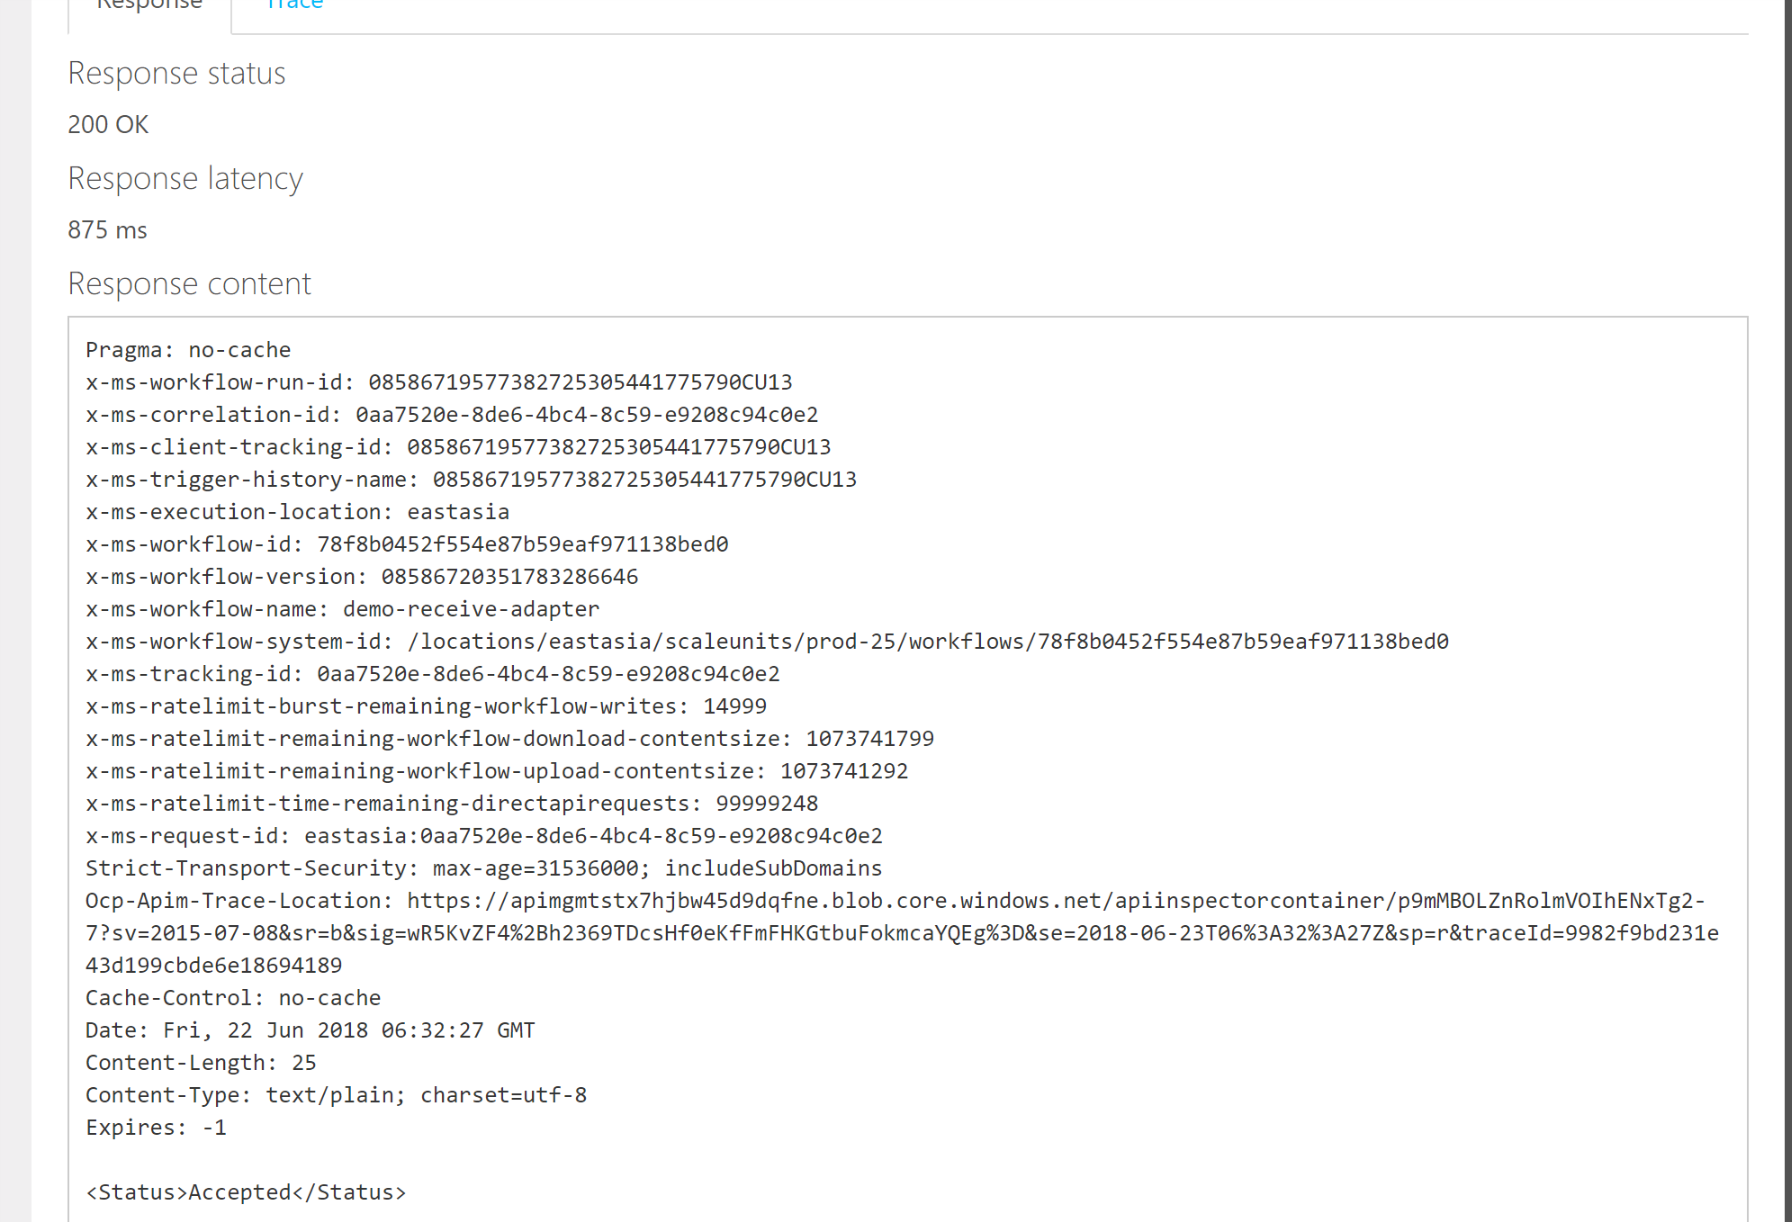 Response Trace
Response status
200 OK
Response latency
875 ms
Response content
Pragma: no-cache
x-ms-workflow-run-id: 08586719577382725305441775790CU13
x-ms-correlation-id: 0aa7520e-8de6-4bc4-8c59-e9208c94c0e2
x-ms-client-tracking-id: 08586719577382725305441775790CU13
x-ms-trigger-history-name: 08586719577382725305441775790CU13
x-ms-execution-location: eastasia
x-ms-workflow-id: 78f8b0452f554e87b59eaf971138bed0
x-ms-workflow-version: 08586720351783286646
x-ms-workflow-name: demo-receive-adapter
x-ms-workflow-system-id: /locations/eastasia/scaleunits/prod-25/workflows/78f8b0452f554e87b59eaf971138bed0
x-ms-tracking-id: 0aa7520e-8de6-4bc4-8c59-e9208c94c0e2
x-ms-ratelimit-burst-remaining-workflow-writes: 14999
x-ms-ratelimit-remaining-workflow-download-contentsize: 1073741799
x-ms-ratelimit-remaining-workflow-upload-contentsize: 1073741292
x-ms-ratelimit-time-remaining-directapirequests: 99999248
x-ms-request-id: eastasia:0aa7520e-8de6-4bc4-8c59-e9208c94c0e2
Strict-Transport-Security: max-age=31536000; includeSubDomains
Ocp-Apim-Trace-Location: https://apimgmtstx7hjbw45d9dqfne.blob.core.windows.net/apiinspectorcontainer/p9mMBOLZnRolmVOIhENxTg2-
7?sv=2015-07-08&sr=b&sig=wR5KvZF4%2Bh2369TDcsHf0eKfFmFHKGtbuFokmcaYQEg%3D&se=2018-06-23T06%3A32%3A27Z&sp=r&traceId=9982f9bd231e
43d199cbde6e18694189
Cache-Control: no-cache
Date: Fri, 22 Jun 2018 06:32:27 GMT
Content-Length: 25
Content-Type: text/plain; charset=utf-8
Expires: -1
<Status>Accepted</Status>